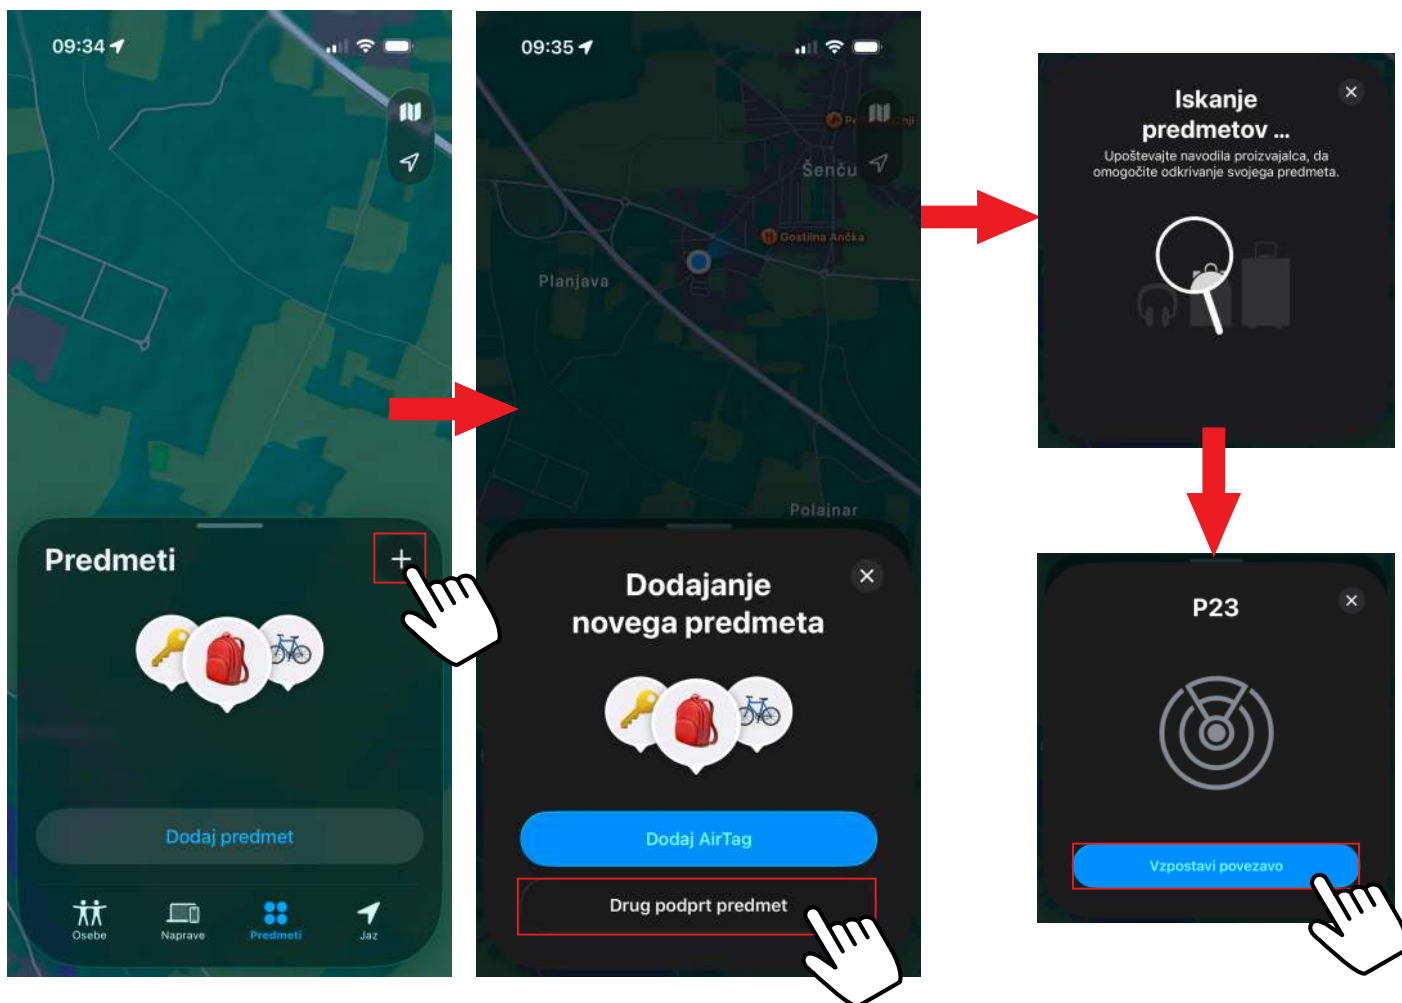 09:34
Predmeti
Dodaj predmet
Osebe
Naprave
Predmeti
Jaz
09:35
Šenču
Gostilna Ančka
Planjava
Polajnar
Dodajanje
novega predmeta
Dodaj AirTag
Drug podprt predmet
Iskanje
predmetov ...
Upoštevajte navodila proizvajalca, da
omogočite odkrivanje svojega predmeta.
P23
Vzpostavi povezavo